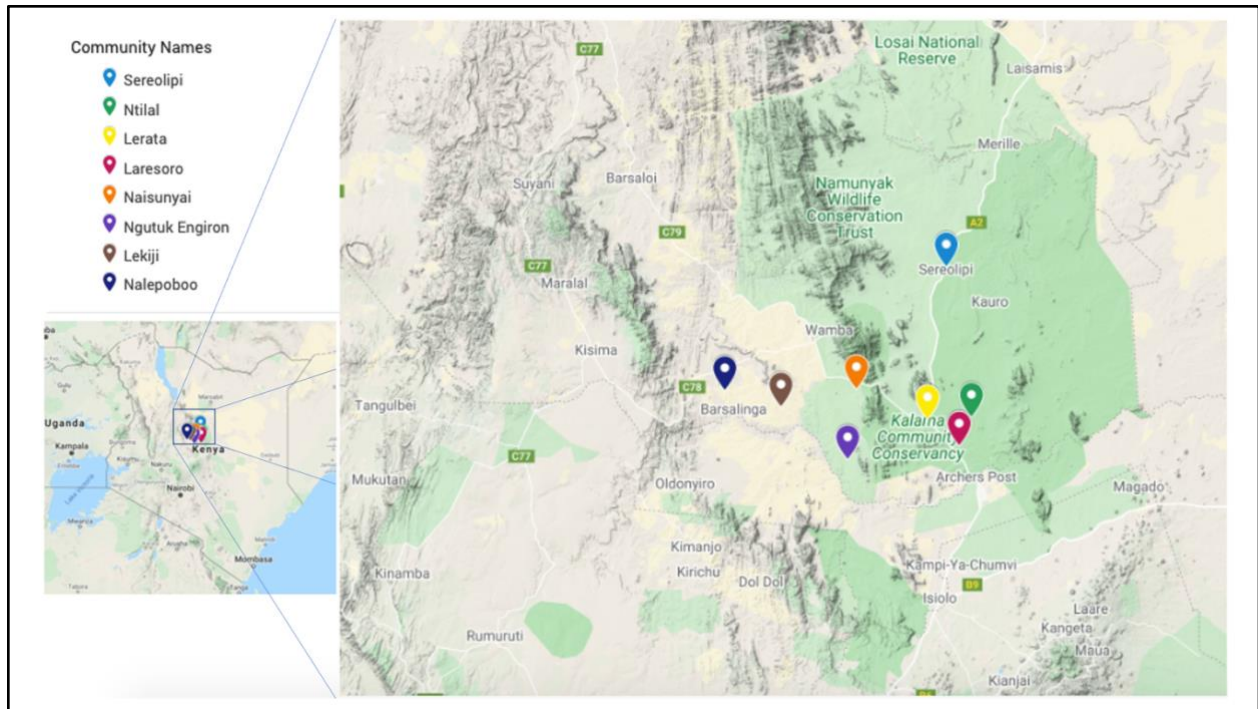 Community Names
Sereolipi
Ntilal
Lerata
Laresoro
Naisunyai
Ngutuk Engiron
Lekiji
Nalepoboo
Uganda
Kampala
Kenya
Nakuru
Nairobi
Mombasa
C77
Losai National
Reserve
Laisamis
Merille
Suyani
Barsaloi
Namunyak
Wildlife
Conservation
Trust
C79
A2
Sereolipi
C77
Maralal
Kauro
Wamba
Kisima
C78
Barsalinga
Tangulbei
Kalama
Community
Conservancy
C77
Mukutan
Oldonyiro
Archers Post
Magado
Kimanjo
Kirichu
Kinamba
Dol Dol
Kampi-Ya-Chumvi
B9
Isiolo
Laare
Kangeta
Maua
Rumuruti
Kianjai